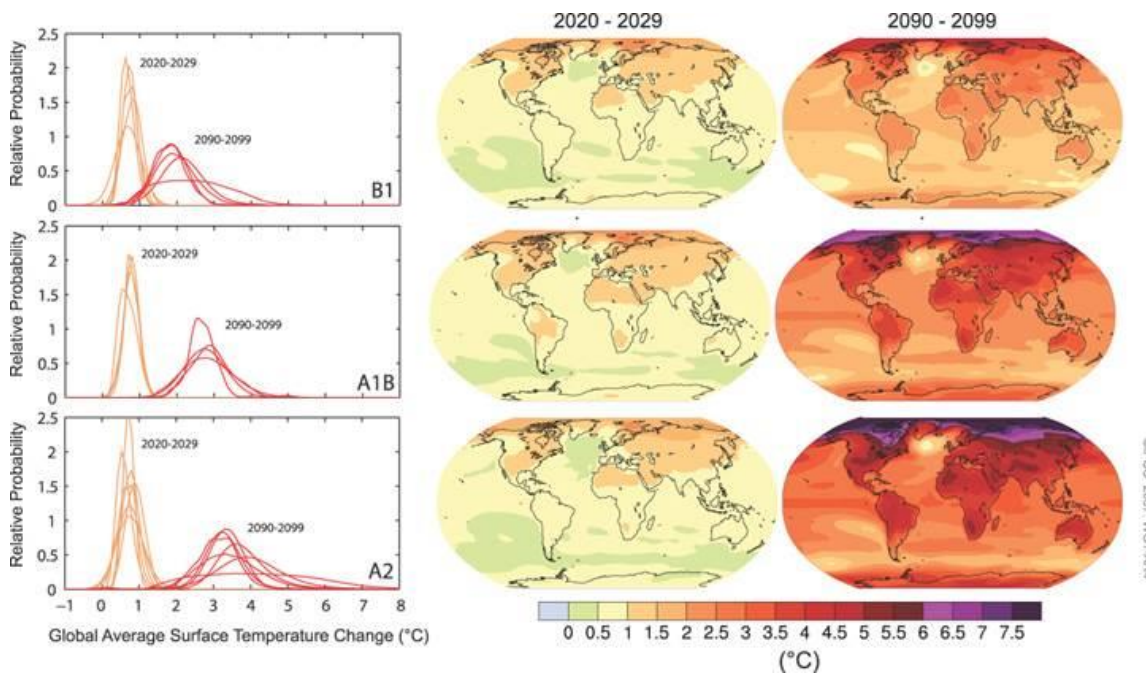 2020 - 2029
2090 - 2099
Relative Probability
2.5
2
1.5
1
0.5
0
2020-2029
2090-2099
B1
Relative Probability
2.5
2
1.5
1
0.5
0
2020-2029
2090-2099
A1B
Relative Probability
2.5
2
1.5
1
0.5
0
2020-2029
2090-2099
A2
−1 0 1 2 3 4 5 6 7 8
Global Average Surface Temperature Change (°C)
0 0.5 1 1.5 2 2.5 3 3.5 4 4.5 5 5.5 6 6.5 7 7.5
(°C)